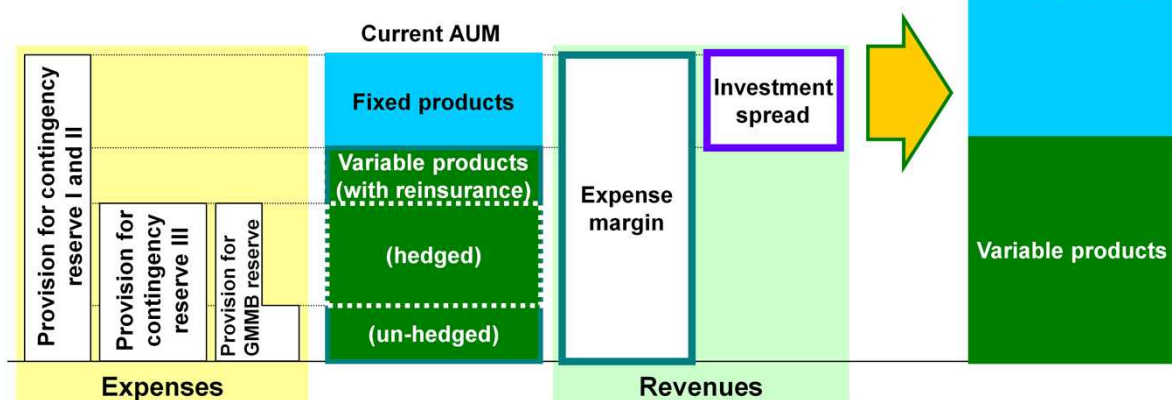 Current AUM
Provision for contingency
reserve I and II
Provision for
contingency
reserve III
Provision for
GMMB reserve
Fixed products
Variable products
(with reinsurance)
(hedged)
(un-hedged)
Expense
margin
Investment
spread
Variable products
Expenses
Revenues